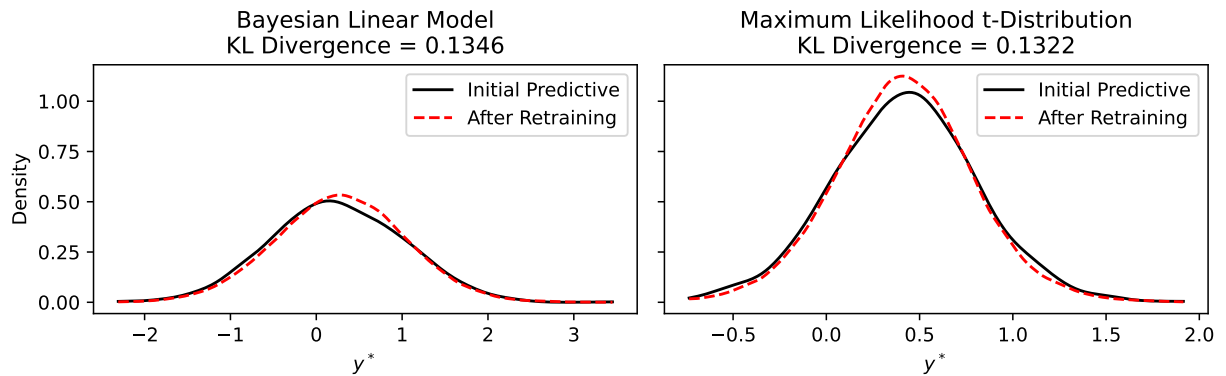 Bayesian Linear Model
KL Divergence = 0.1346
Initial Predictive
After Retraining
Density
1.00
0.75
0.50
0.25
0.00
−2
−1
0
1
2
3
y*
Maximum Likelihood t-Distribution
KL Divergence = 0.1322
Initial Predictive
After Retraining
−0.5
0.0
0.5
1.0
1.5
2.0
y*